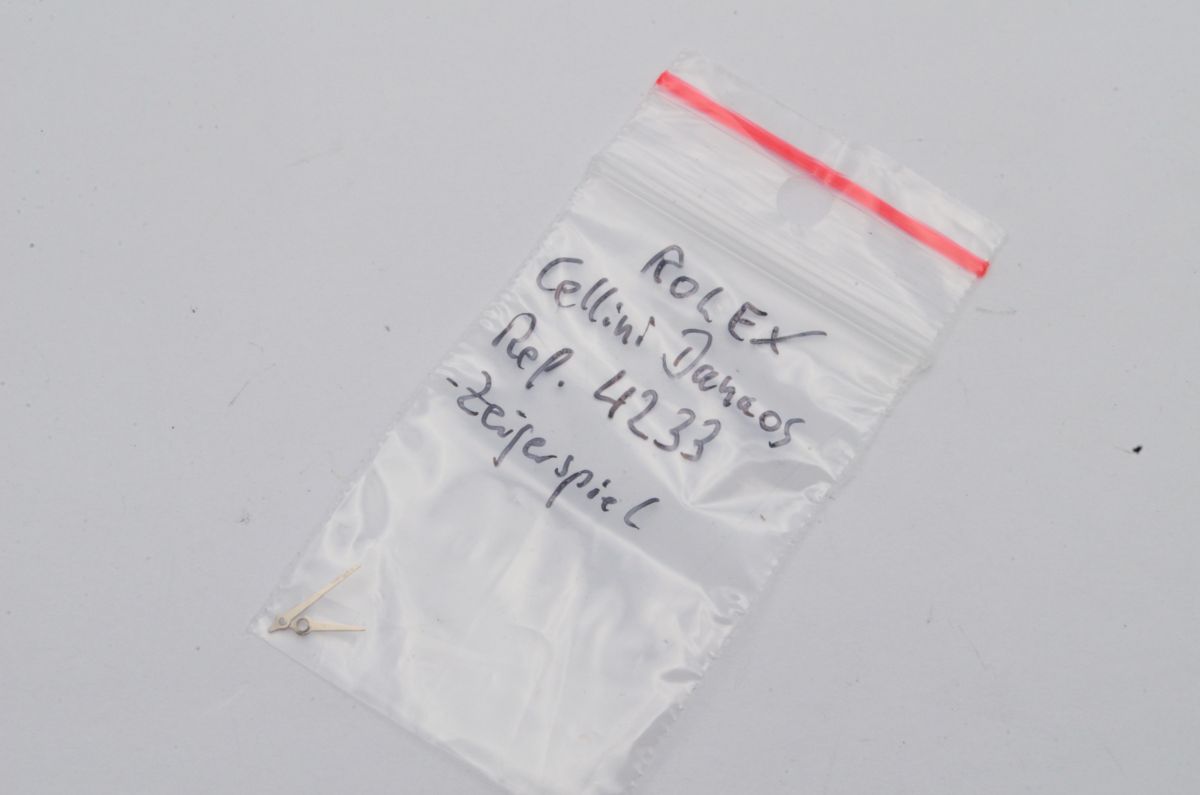 ROLEX
Cellini Danaos
Ref. 4233
-Zeigerspiel